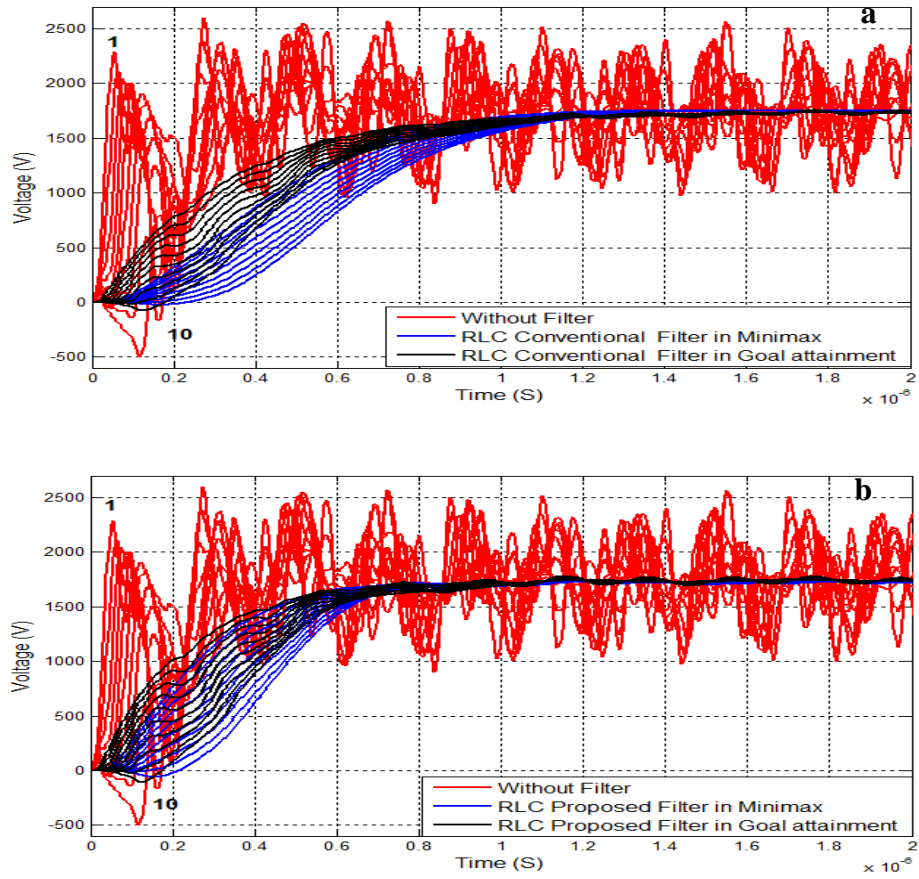 a
2500
1
2000
1500
1000
500
0
-500
Voltage (V)
10
Without Filter
RLC Conventional Filter in Minimax
RLC Conventional Filter in Goal attainment
0 0.2 0.4 0.6 0.8 1 1.2 1.4 1.6 1.8 2
Time (S)
x 10-6
b
2500
1
2000
1500
1000
500
0
-500
Voltage (V)
10
Without Filter
RLC Proposed Filter in Minimax
RLC Proposed Filter in Goal attainment
0 0.2 0.4 0.6 0.8 1 1.2 1.4 1.6 1.8 2
Time (S)
x 10-6